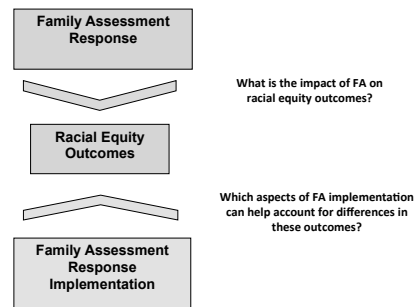 Family Assessment
Response
What is the impact of FA on
racial equity outcomes?
Racial Equity
Outcomes
Which aspects of FA implementation
can help account for differences in
these outcomes?
Family Assessment
Response
Implementation